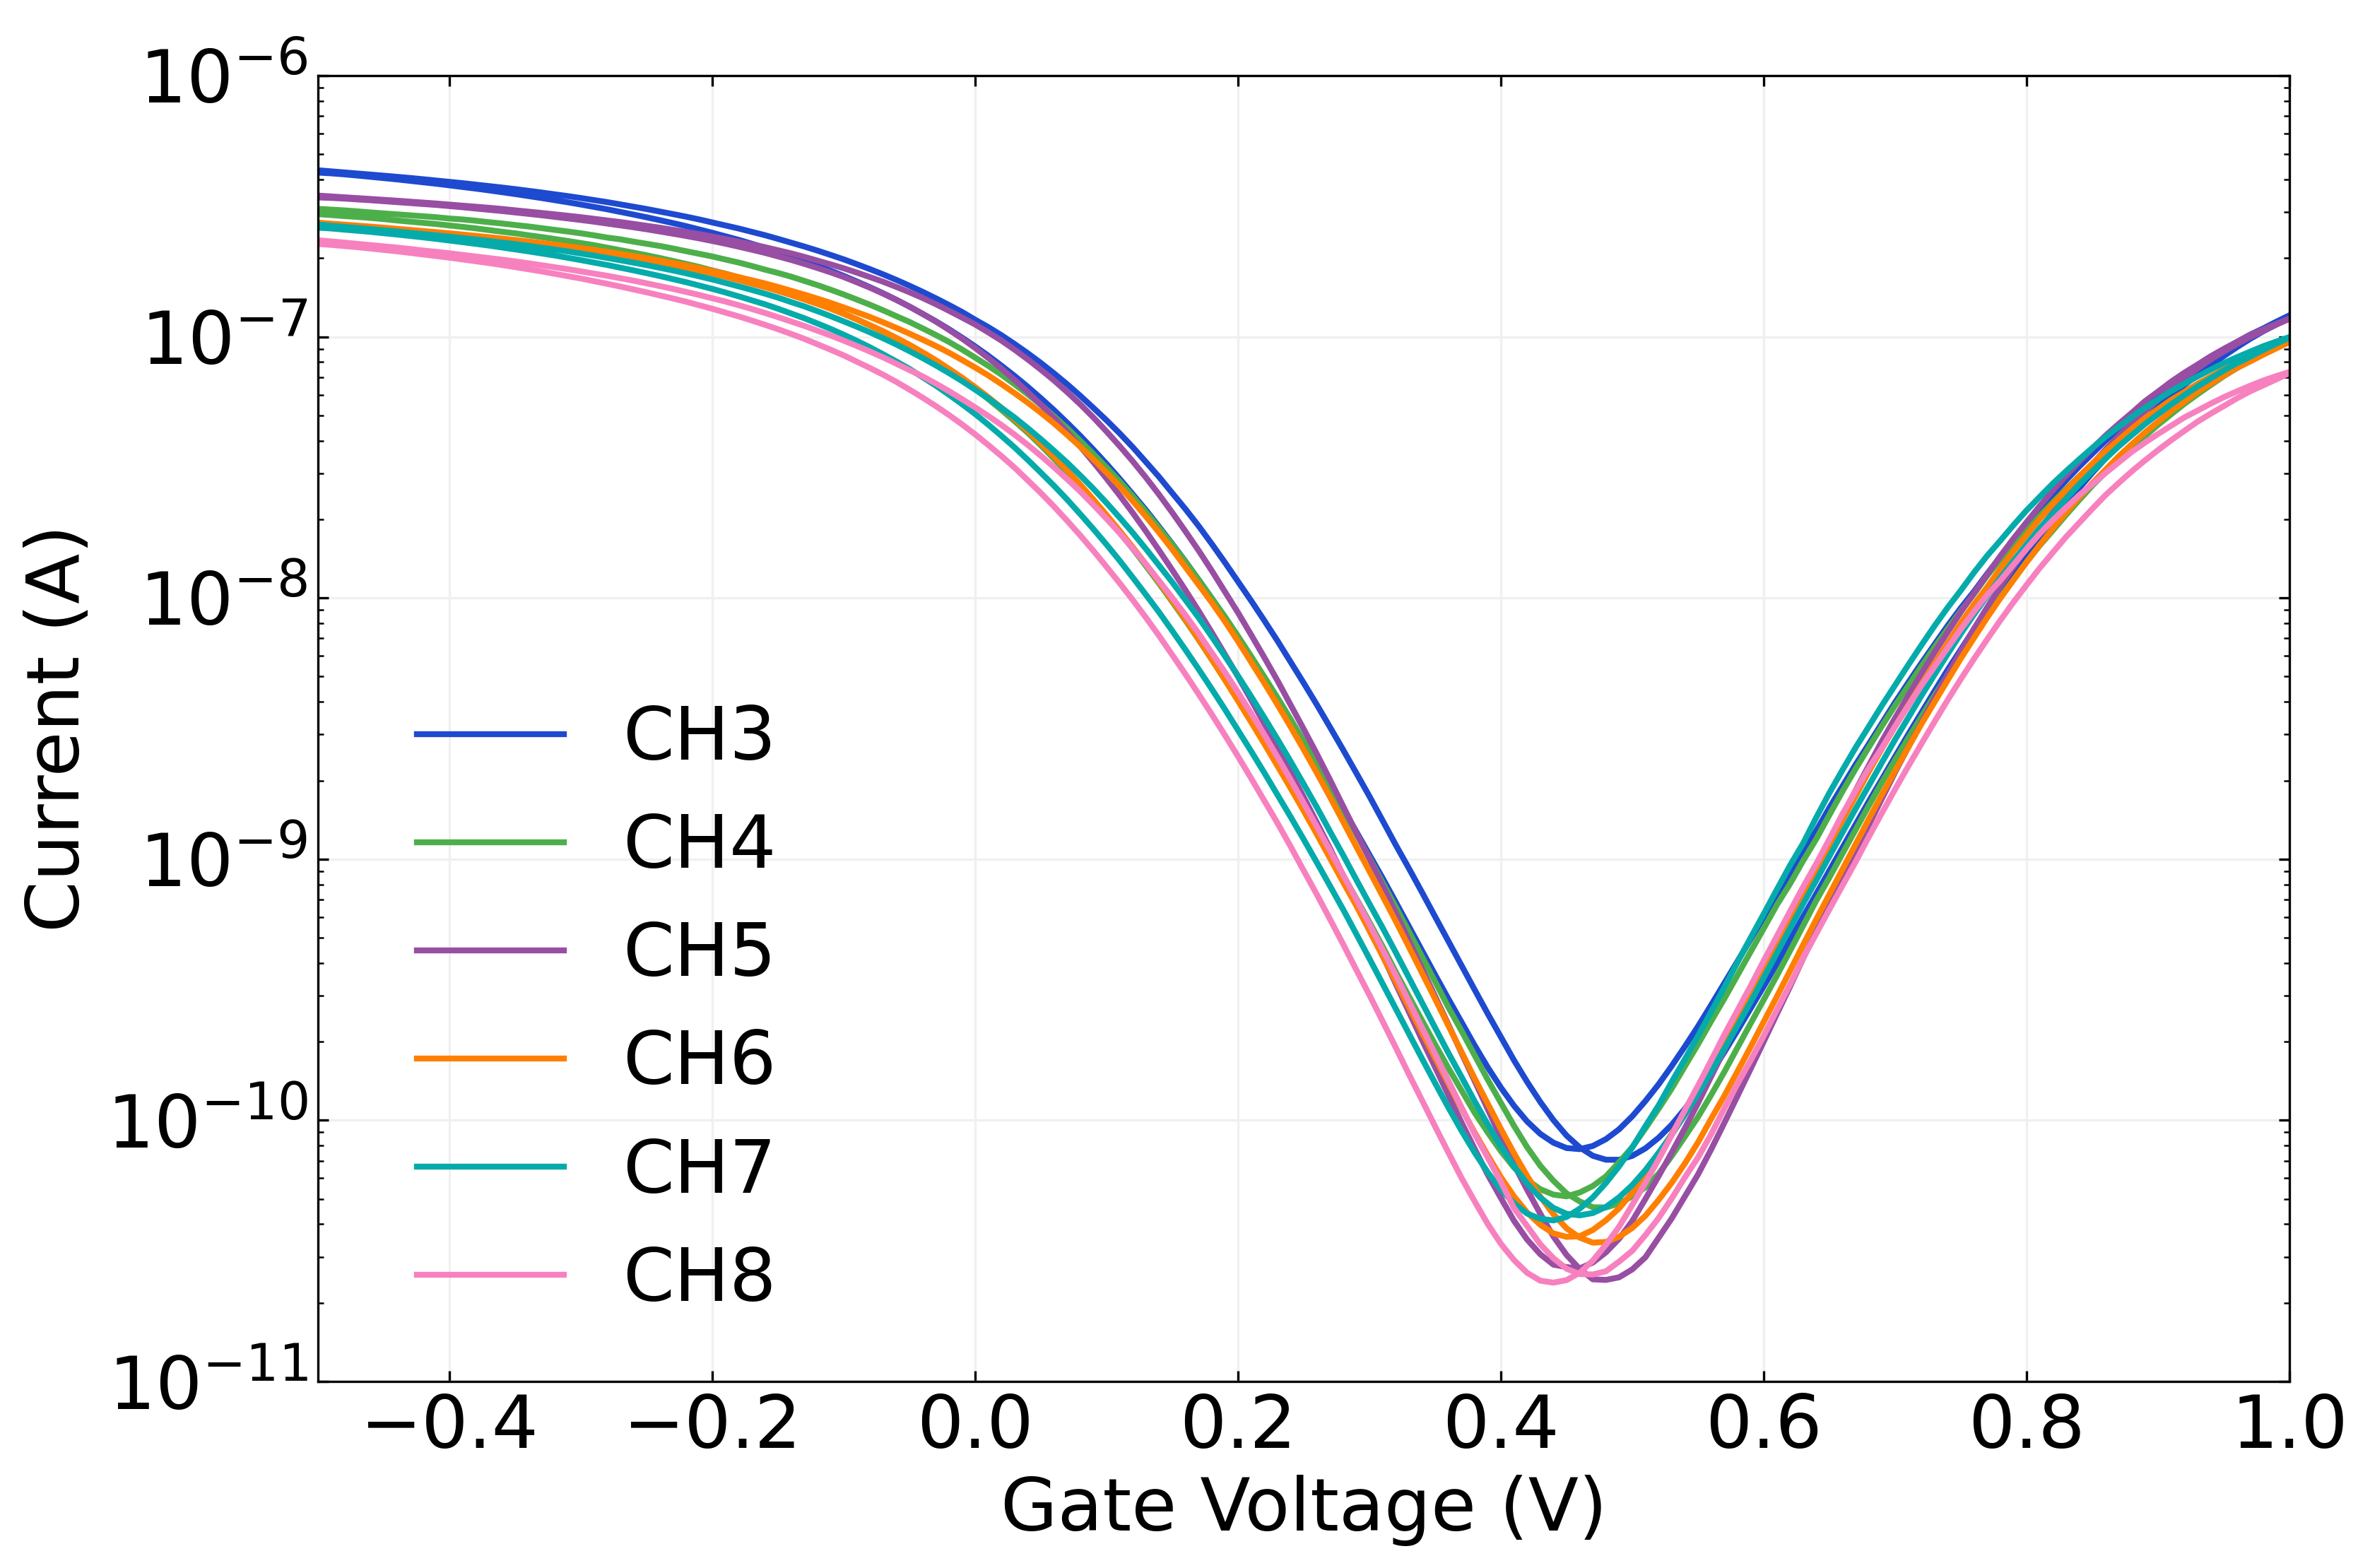 10⁻⁶
10⁻⁷
10⁻⁸
10⁻⁹
10⁻¹⁰
10⁻¹¹
Current (A)
CH3
CH4
CH5
CH6
CH7
CH8
−0.4 −0.2 0.0 0.2 0.4 0.6 0.8 1.0
Gate Voltage (V)